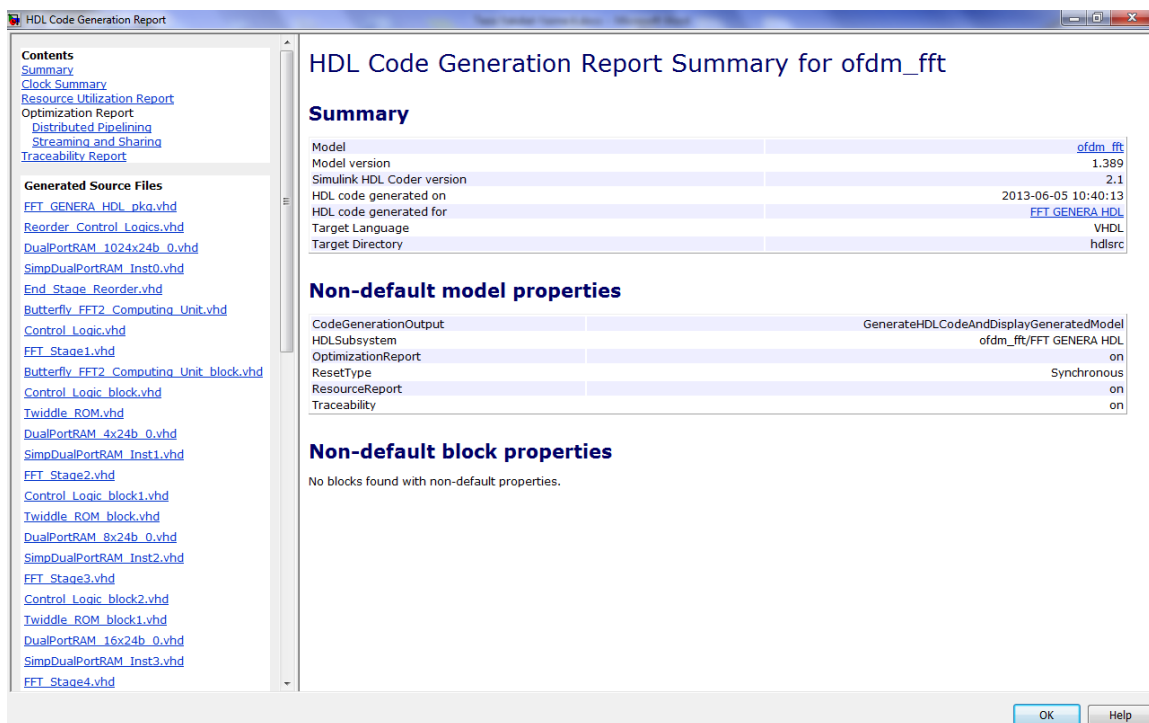 HDL Code Generation Report
Contents
Summary
Clock Summary
Resource Utilization Report
Optimization Report
Distributed Pipelining
Streaming and Sharing
Traceability Report
Generated Source Files
FFT_GENERA_HDL_pkg.vhd
Reorder_Control_Logics.vhd
DualPortRAM_1024x24b_0.vhd
SimpDualPortRAM_Inst0.vhd
End_Stage_Reorder.vhd
Butterfly_FFT2_Computing_Unit.vhd
Control_Logic.vhd
FFT_Stage1.vhd
Butterfly_FFT2_Computing_Unit_block.vhd
Control_Logic_block.vhd
Twiddle_ROM.vhd
DualPortRAM_4x24b_0.vhd
SimpDualPortRAM_Inst1.vhd
FFT_Stage2.vhd
Control_Logic_block1.vhd
Twiddle_ROM_block.vhd
DualPortRAM_8x24b_0.vhd
SimpDualPortRAM_Inst2.vhd
FFT_Stage3.vhd
Control_Logic_block2.vhd
Twiddle_ROM_block1.vhd
DualPortRAM_16x24b_0.vhd
SimpDualPortRAM_Inst3.vhd
FFT_Stage4.vhd
HDL Code Generation Report Summary for ofdm_fft
Summary
Model ofdm_fft
Model version 1.389
Simulink HDL Coder version 2.1
HDL code generated on 2013-06-05 10:40:13
HDL code generated for FFT GENERA HDL
Target Language VHDL
Target Directory hdlsrc
Non-default model properties
CodeGenerationOutput GenerateHDLCodeAndDisplayGeneratedModel
HDLSubsystem ofdm_fft/FFT GENERA HDL
OptimizationReport on
ResetType Synchronous
ResourceReport on
Traceability on
Non-default block properties
No blocks found with non-default properties.
OK Help